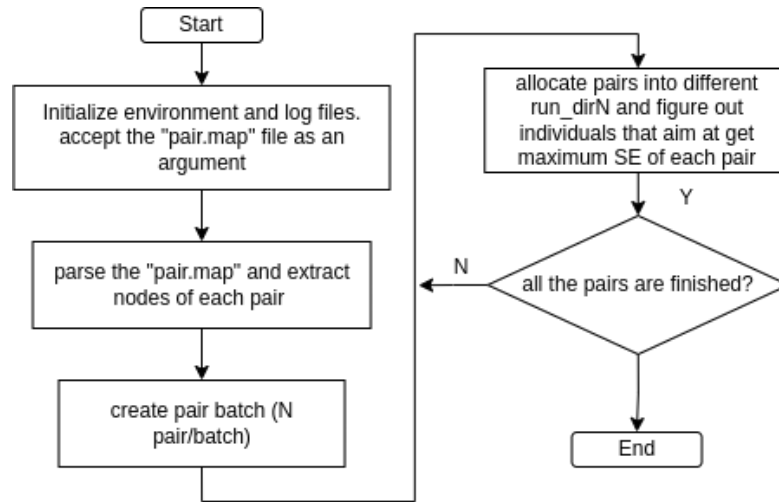 Start
Initialize environment and log files.
accept the "pair.map" file as an
argument
parse the "pair.map" and extract
nodes of each pair
create pair batch (N
pair/batch)
allocate pairs into different
run_dirN and figure out
individuals that aim at get
maximum SE of each pair
Y
N
all the pairs are finished?
End